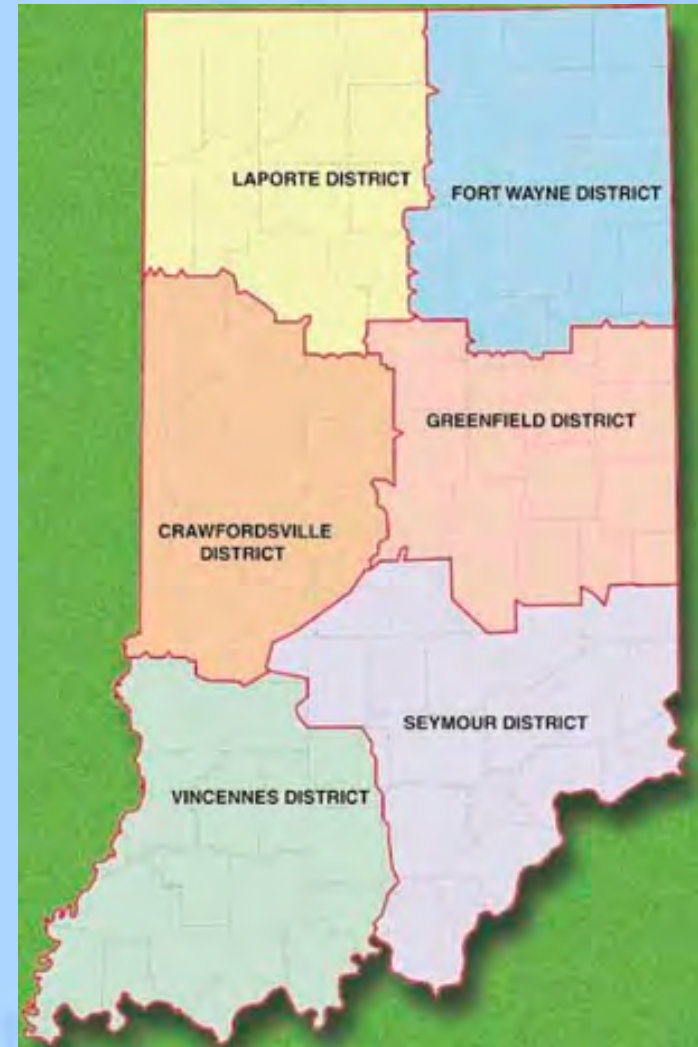 LAPORTE DISTRICT
FORT WAYNE DISTRICT
GREENFIELD DISTRICT
CRAWFORDSVILLE
DISTRICT
SEYMOUR DISTRICT
VINCENNES DISTRICT